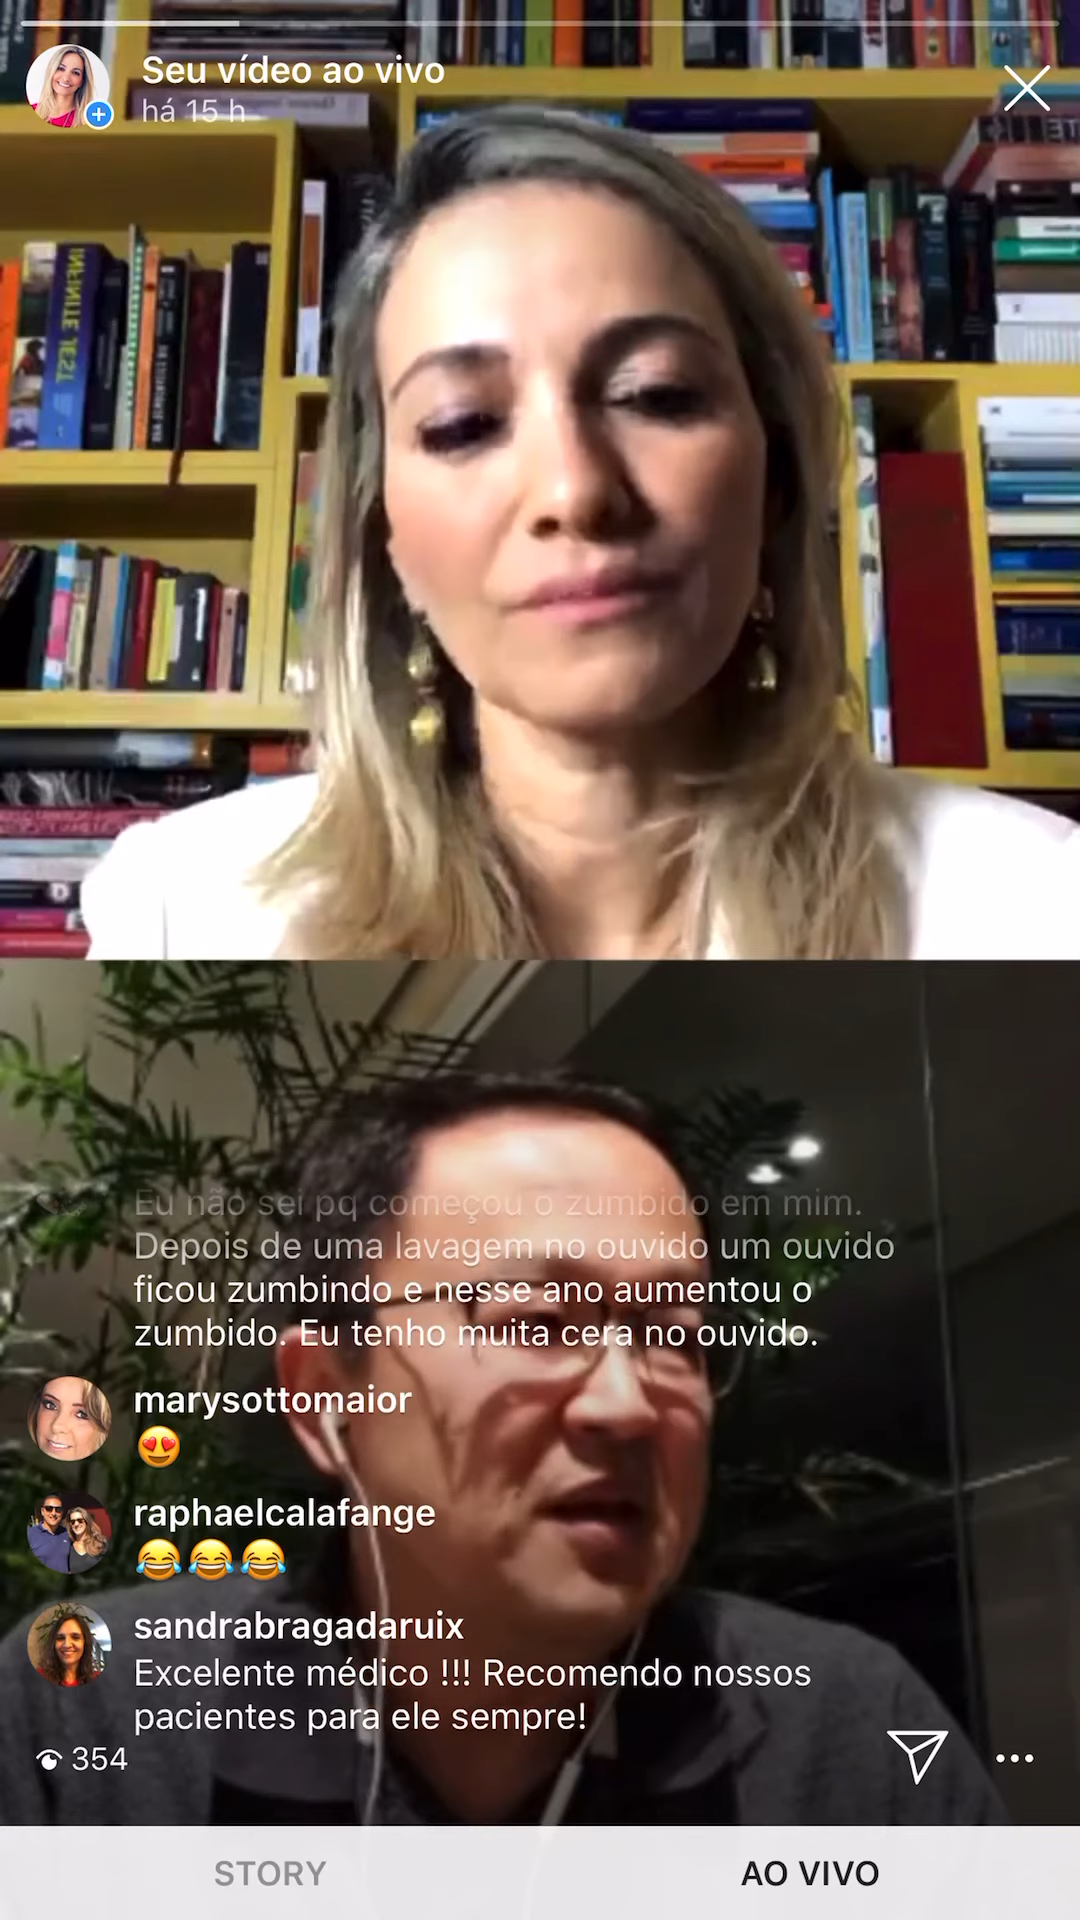 Seu vídeo ao vivo
há 15 h
INFINITE JEST
Eu não sei pq começou o zumbido em mim.
Depois de uma lavagem no ouvido um ouvido
ficou zumbindo e nesse ano aumentou o
zumbido. Eu tenho muita cera no ouvido.
marysottomaior
😍
raphaelcalafange
😂😂😂
sandrabragadaruix
Excelente médico !!! Recomendo nossos
pacientes para ele sempre!
354
STORY
AO VIVO